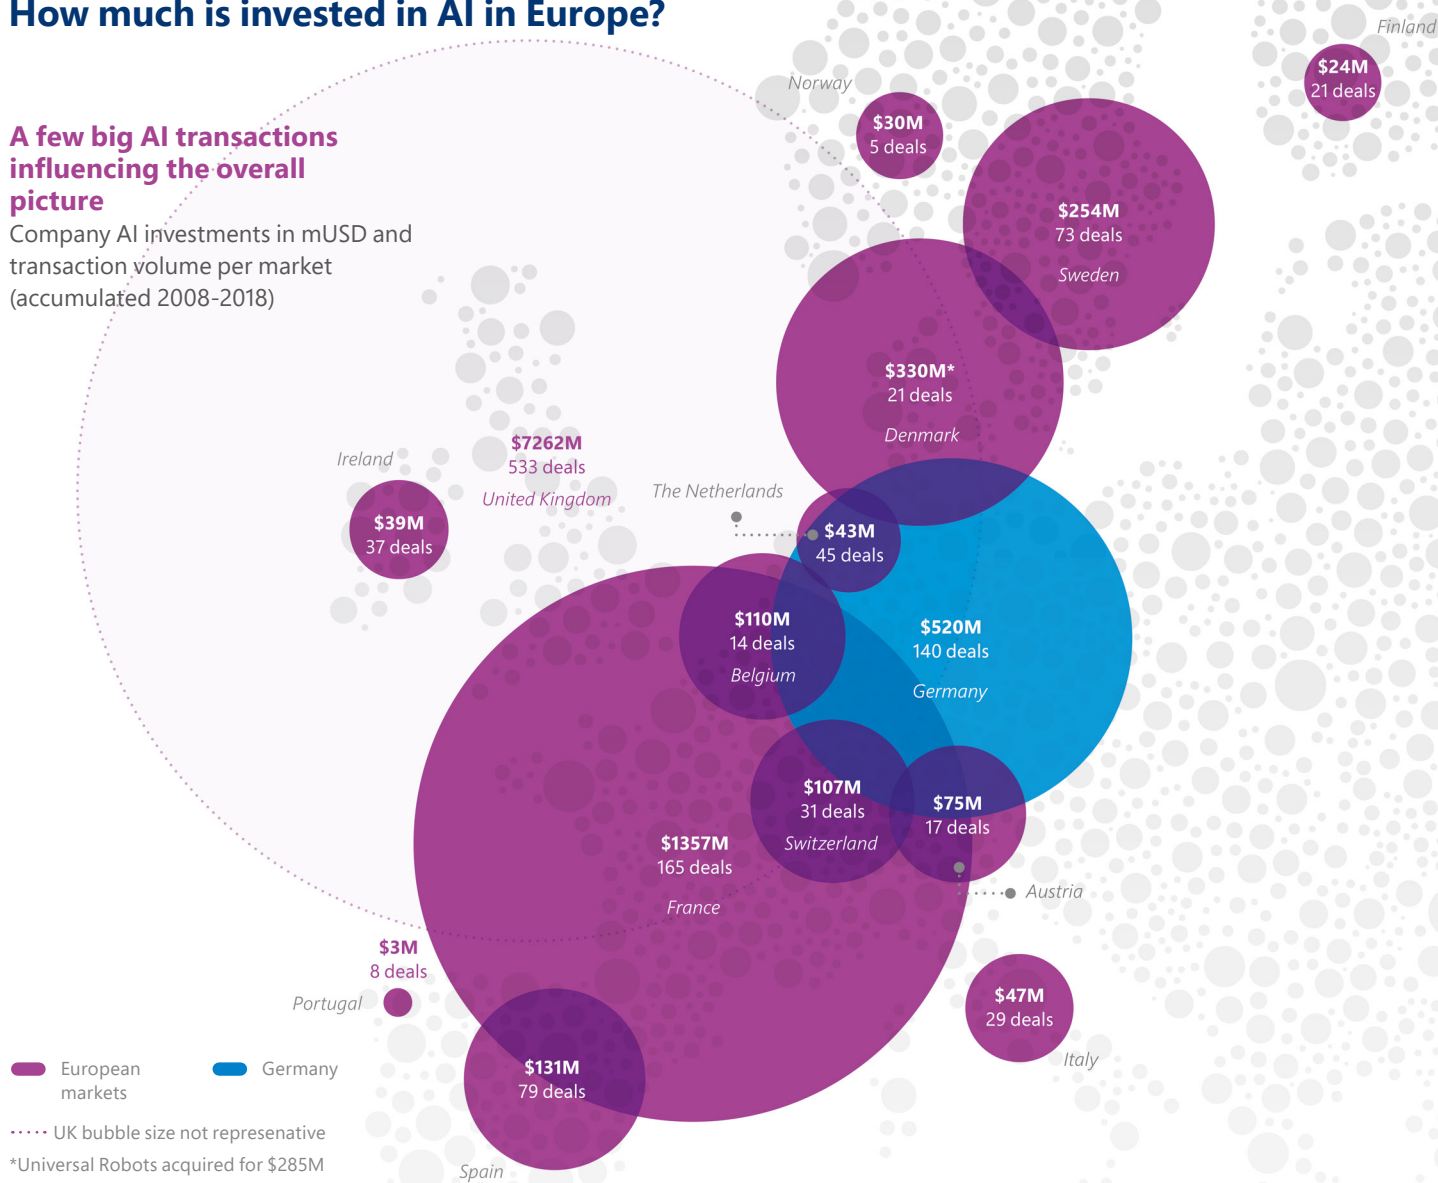 How much is invested in AI in Europe?
A few big AI transactions
influencing the overall
picture
Company AI investments in mUSD and
transaction volume per market
(accumulated 2008-2018)
Finland
$24M
21 deals
Norway
$30M
5 deals
$254M
73 deals
Sweden
$330M*
21 deals
Denmark
$7262M
533 deals
United Kingdom
Ireland
$39M
37 deals
The Netherlands
$43M
45 deals
$110M
14 deals
Belgium
$520M
140 deals
Germany
$107M
31 deals
Switzerland
$75M
17 deals
Austria
$1357M
165 deals
France
$3M
8 deals
Portugal
$47M
29 deals
Italy
$131M
79 deals
Spain
European
markets
Germany
UK bubble size not represenative
*Universal Robots acquired for $285M